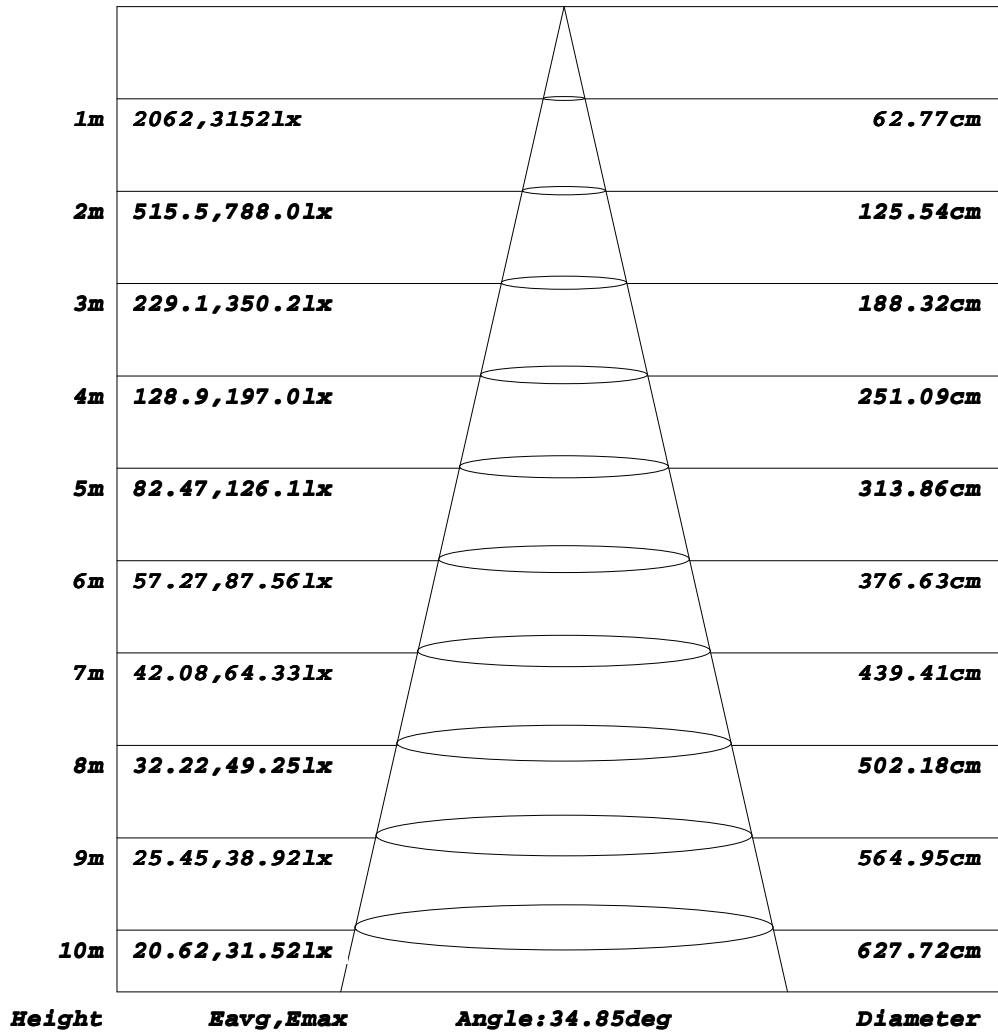 1m 2062,3152lx 62.77cm
2m 515.5,788.0lx 125.54cm
3m 229.1,350.2lx 188.32cm
4m 128.9,197.0lx 251.09cm
5m 82.47,126.1lx 313.86cm
6m 57.27,87.56lx 376.63cm
7m 42.08,64.33lx 439.41cm
8m 32.22,49.25lx 502.18cm
9m 25.45,38.92lx 564.95cm
10m 20.62,31.52lx 627.72cm
Height Eavg,Emax Angle:34.85deg Diameter